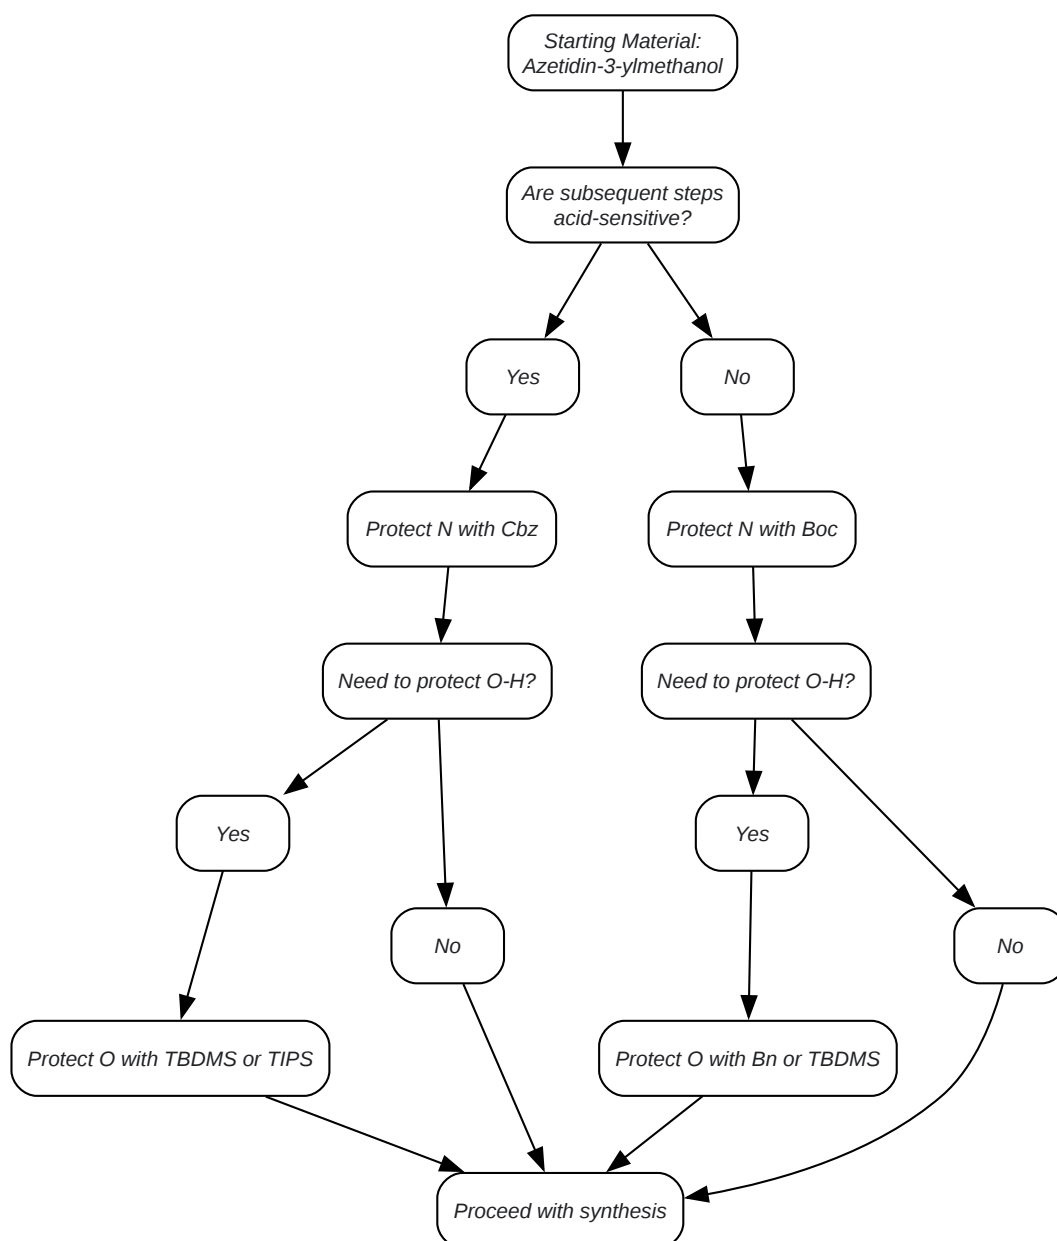 Starting Material:
Azetidin-3-ylmethanol
Are subsequent steps
acid-sensitive?
Yes
No
Protect N with Cbz
Protect N with Boc
Need to protect O-H?
Need to protect O-H?
Yes
Yes
No
No
Protect O with TBDMS or TIPS
Protect O with Bn or TBDMS
Proceed with synthesis